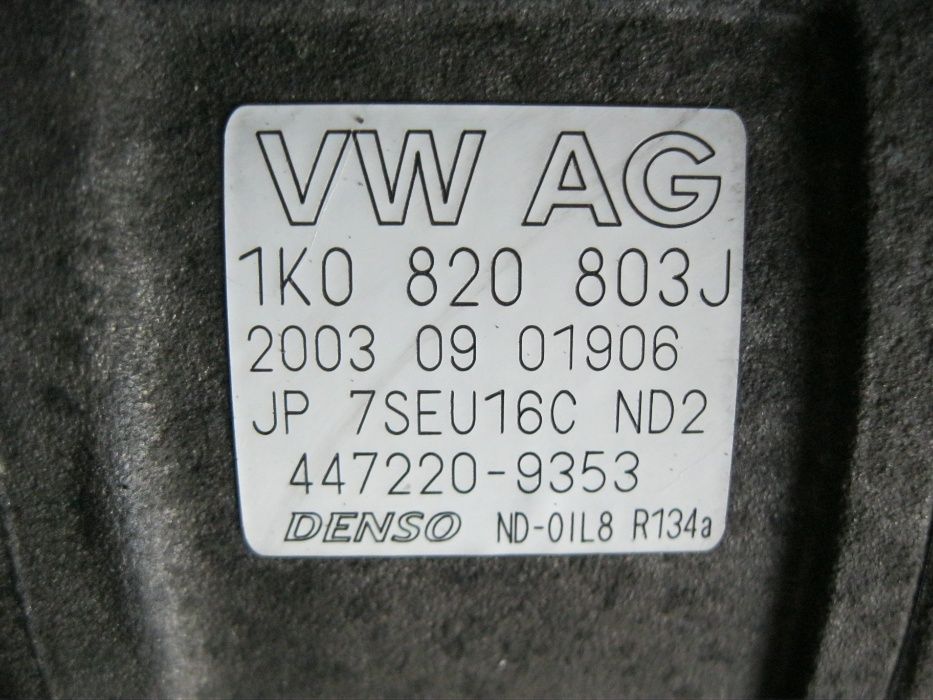 VW AG
1K0 820 803J
2003 09 01906
JP 7SEU16C ND2
447220-9353
DENSO ND-OIL8 R134a